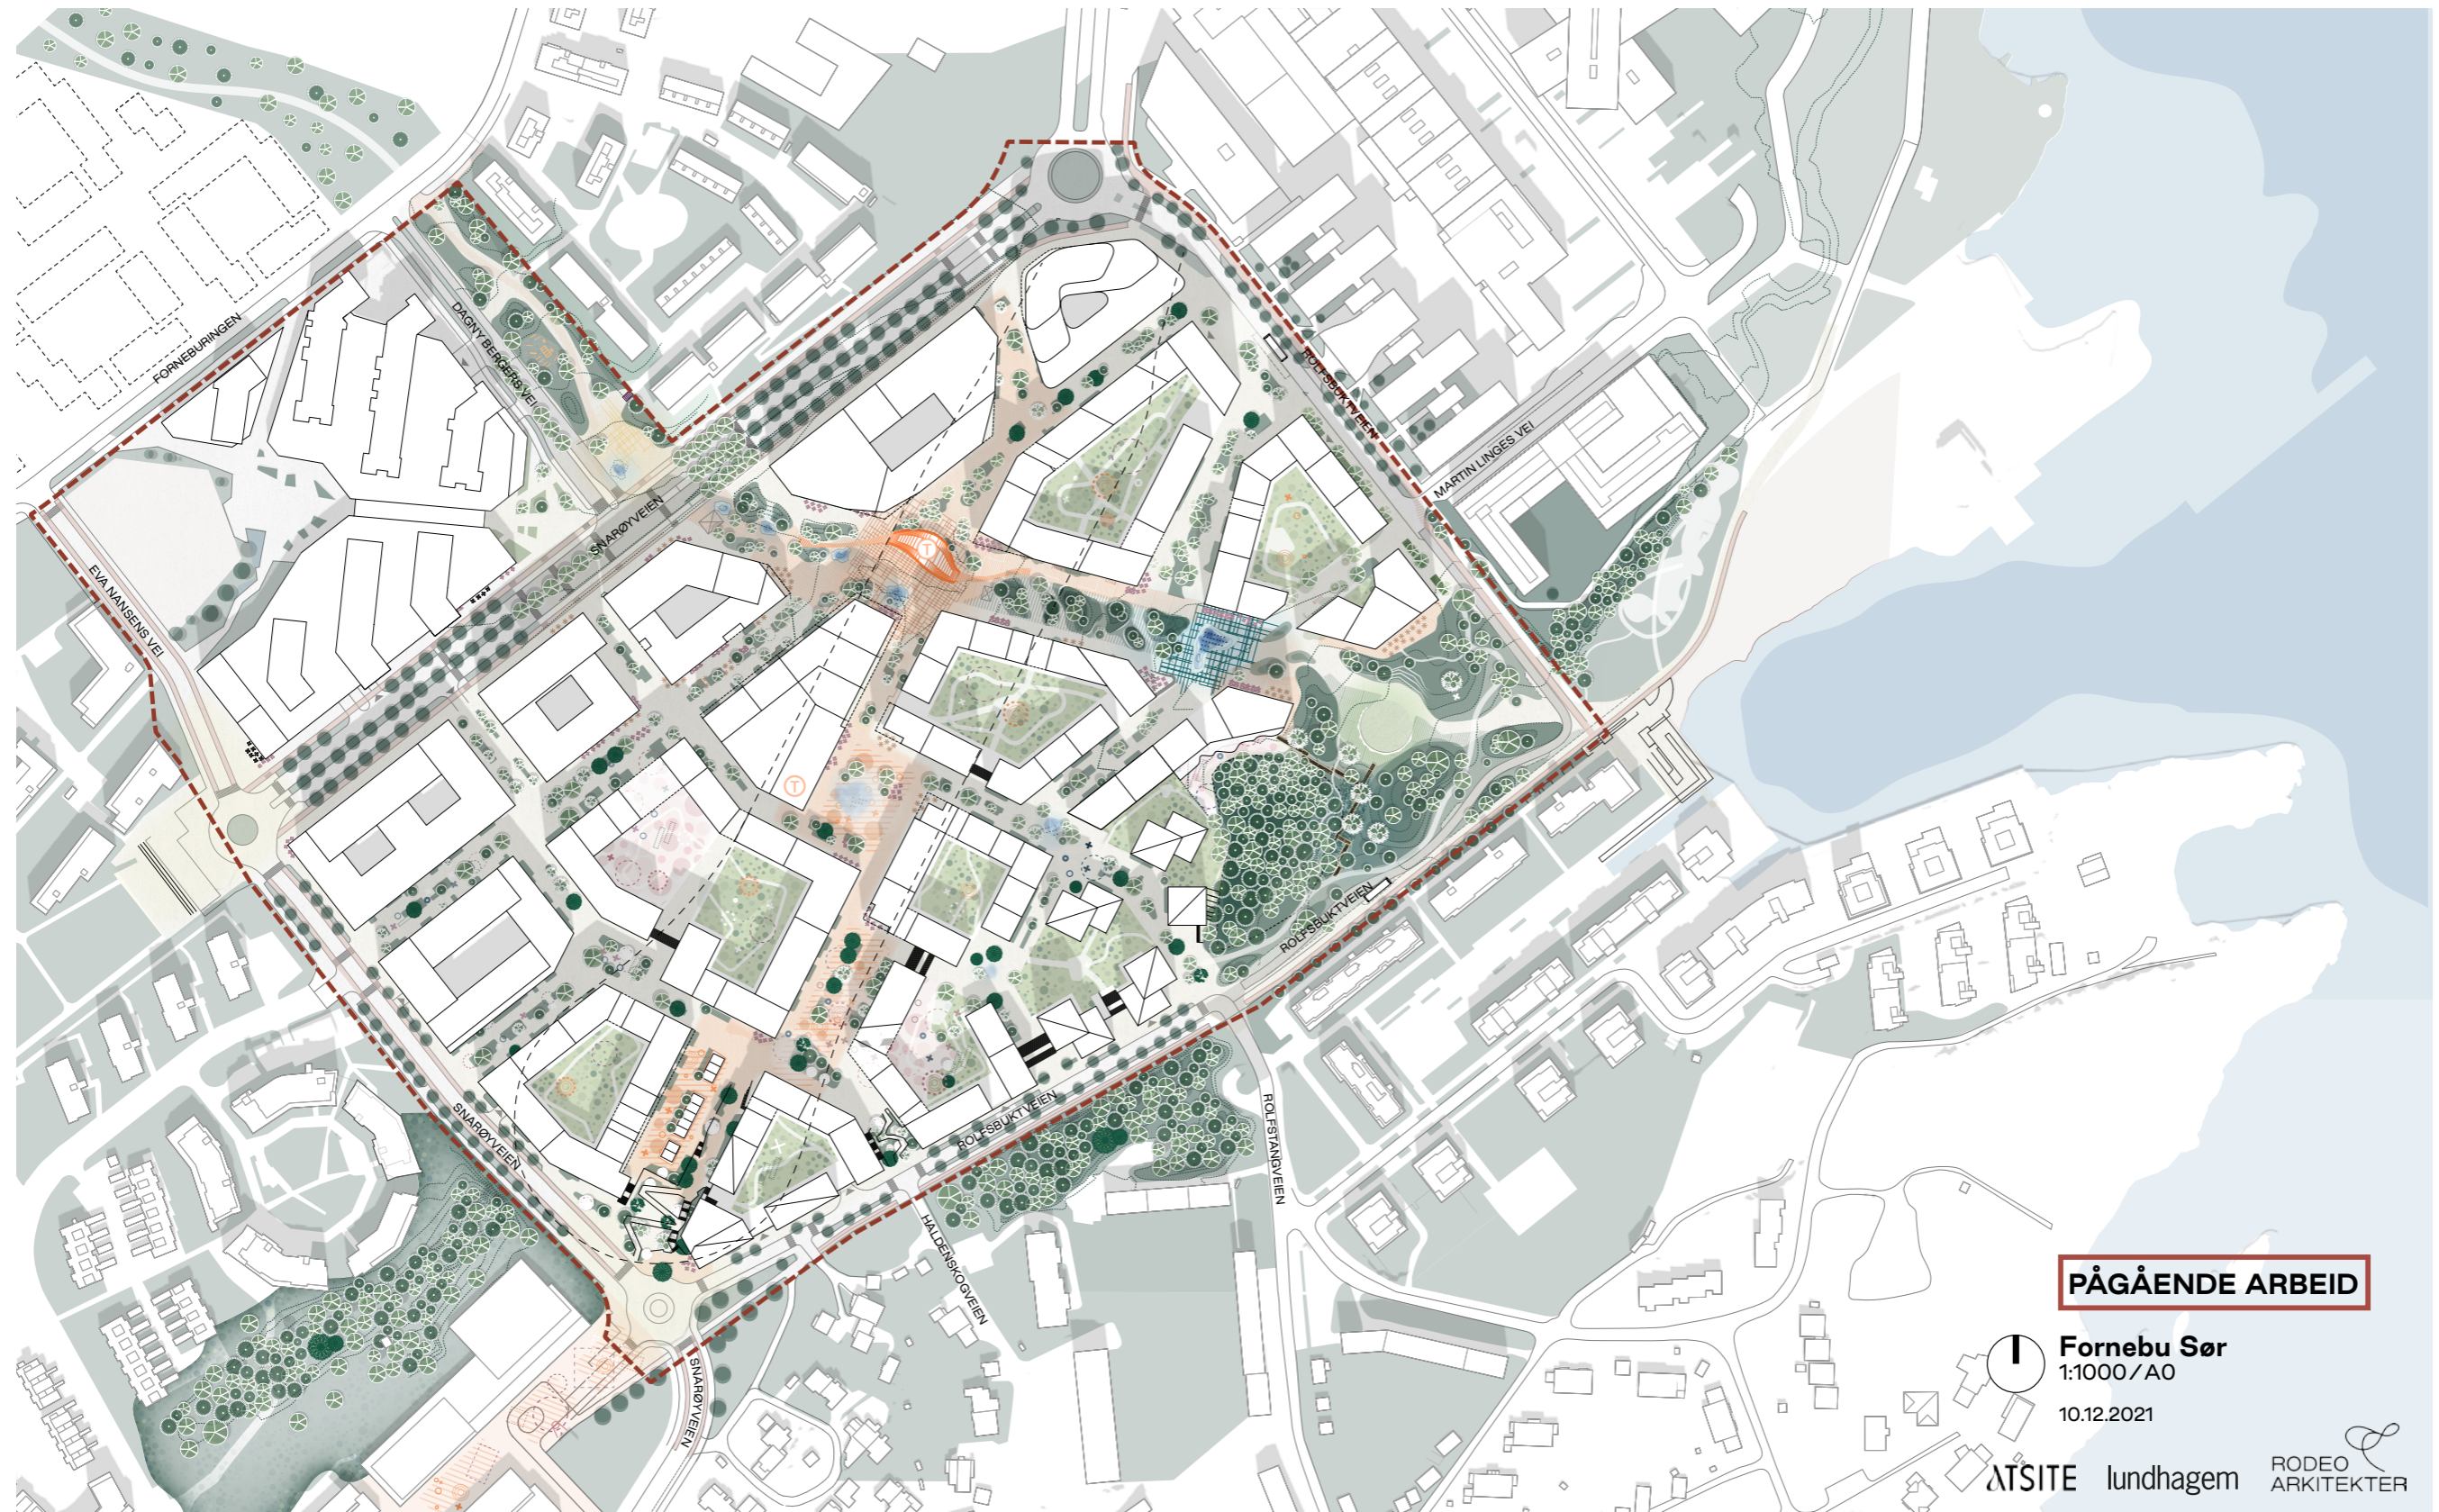 FORNEBURINGEN
DAGNY BERGERS VEI
EVA NANSENS VEI
SNARØYVEIEN
ROLFSBUKTVEIEN
MARTIN LINGES VEI
T
T
ROLFSBUKTVEIEN
SNARØYVEIEN
ROLFSBUKTVEIEN
ROLFSTANGVEIEN
HALDENSKOGVEIEN
SNARØYVEIEN
PÅGÅENDE ARBEID
Fornebu Sør
1:1000/A0
10.12.2021
ATSITE
lundhagem
RODEO
ARKITEKTER